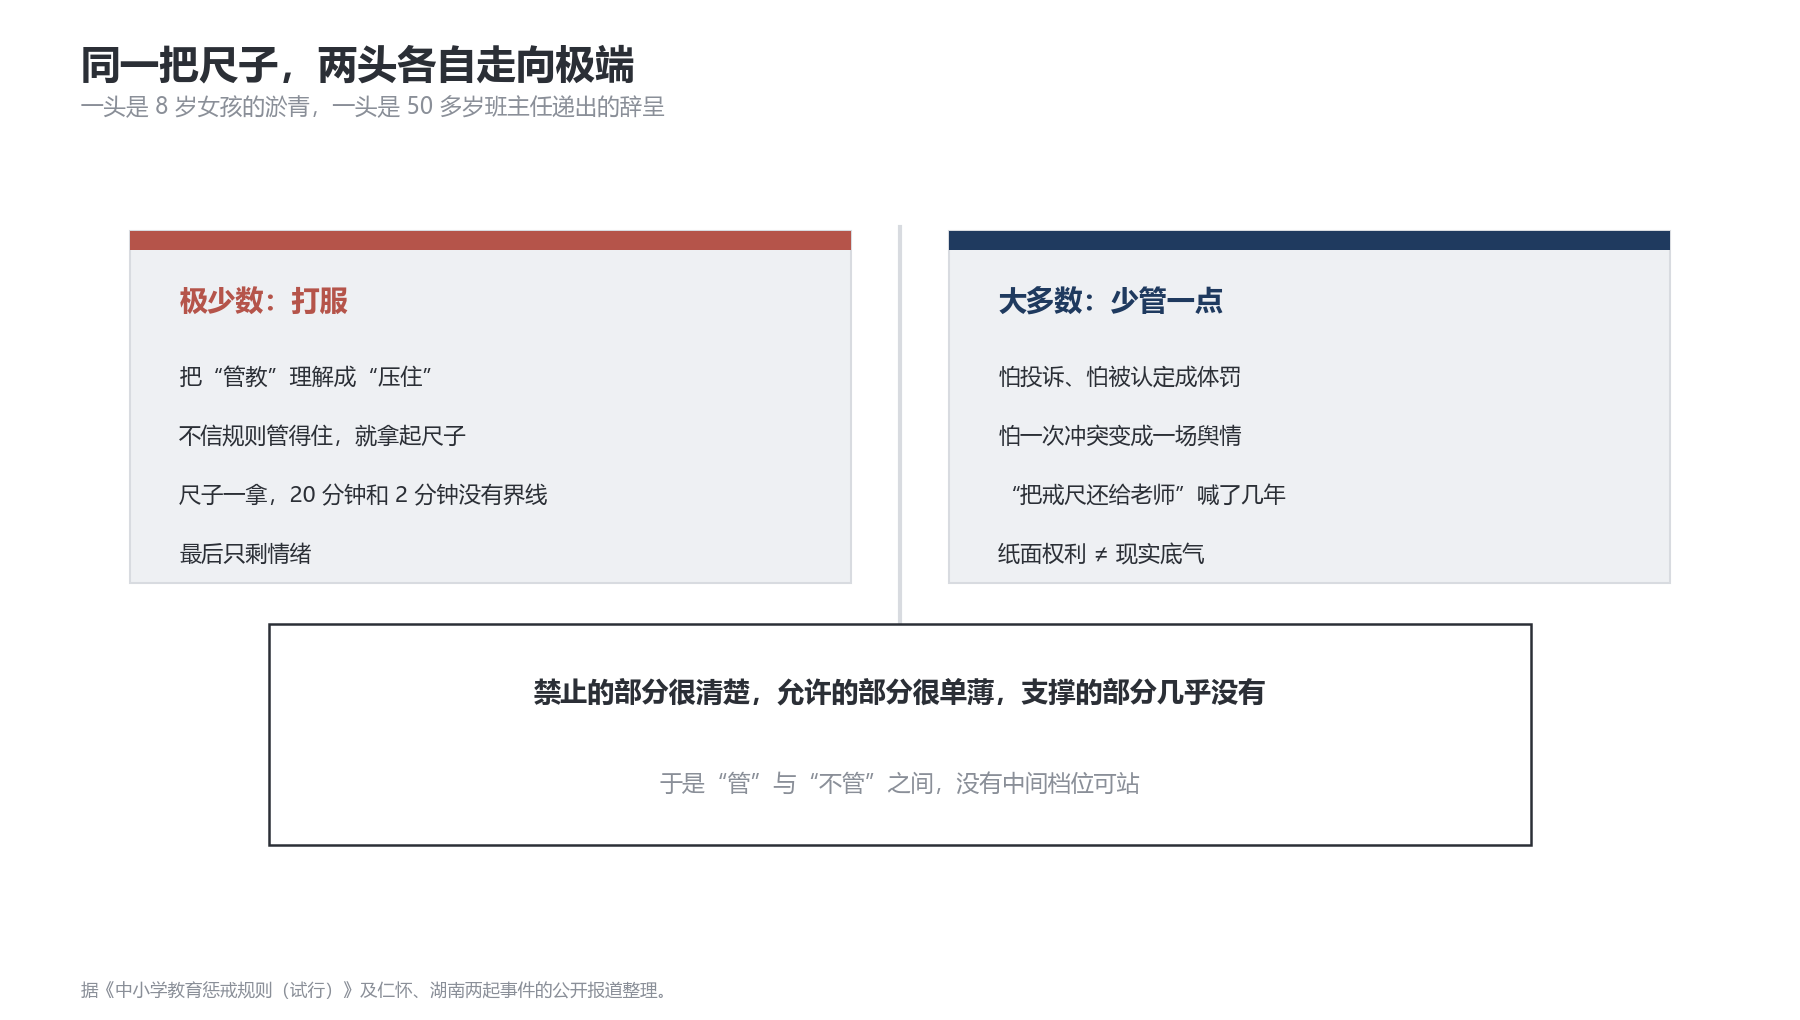 同一把尺子，两头各自走向极端
一头是 8 岁女孩的淤青，一头是 50 多岁班主任递出的辞呈
极少数：打服
把“管教”理解成“压住”
不信规则管得住，就拿起尺子
尺子一拿，20 分钟和 2 分钟没有界线
最后只剩情绪
大多数：少管一点
怕投诉、怕被认定成体罚
怕一次冲突变成一场舆情
“把戒尺还给老师”喊了几年
纸面权利 ≠ 现实底气
禁止的部分很清楚，允许的部分很单薄，支撑的部分几乎没有
于是“管”与“不管”之间，没有中间档位可站
据《中小学教育惩戒规则（试行）》及仁怀、湖南两起事件的公开报道整理。